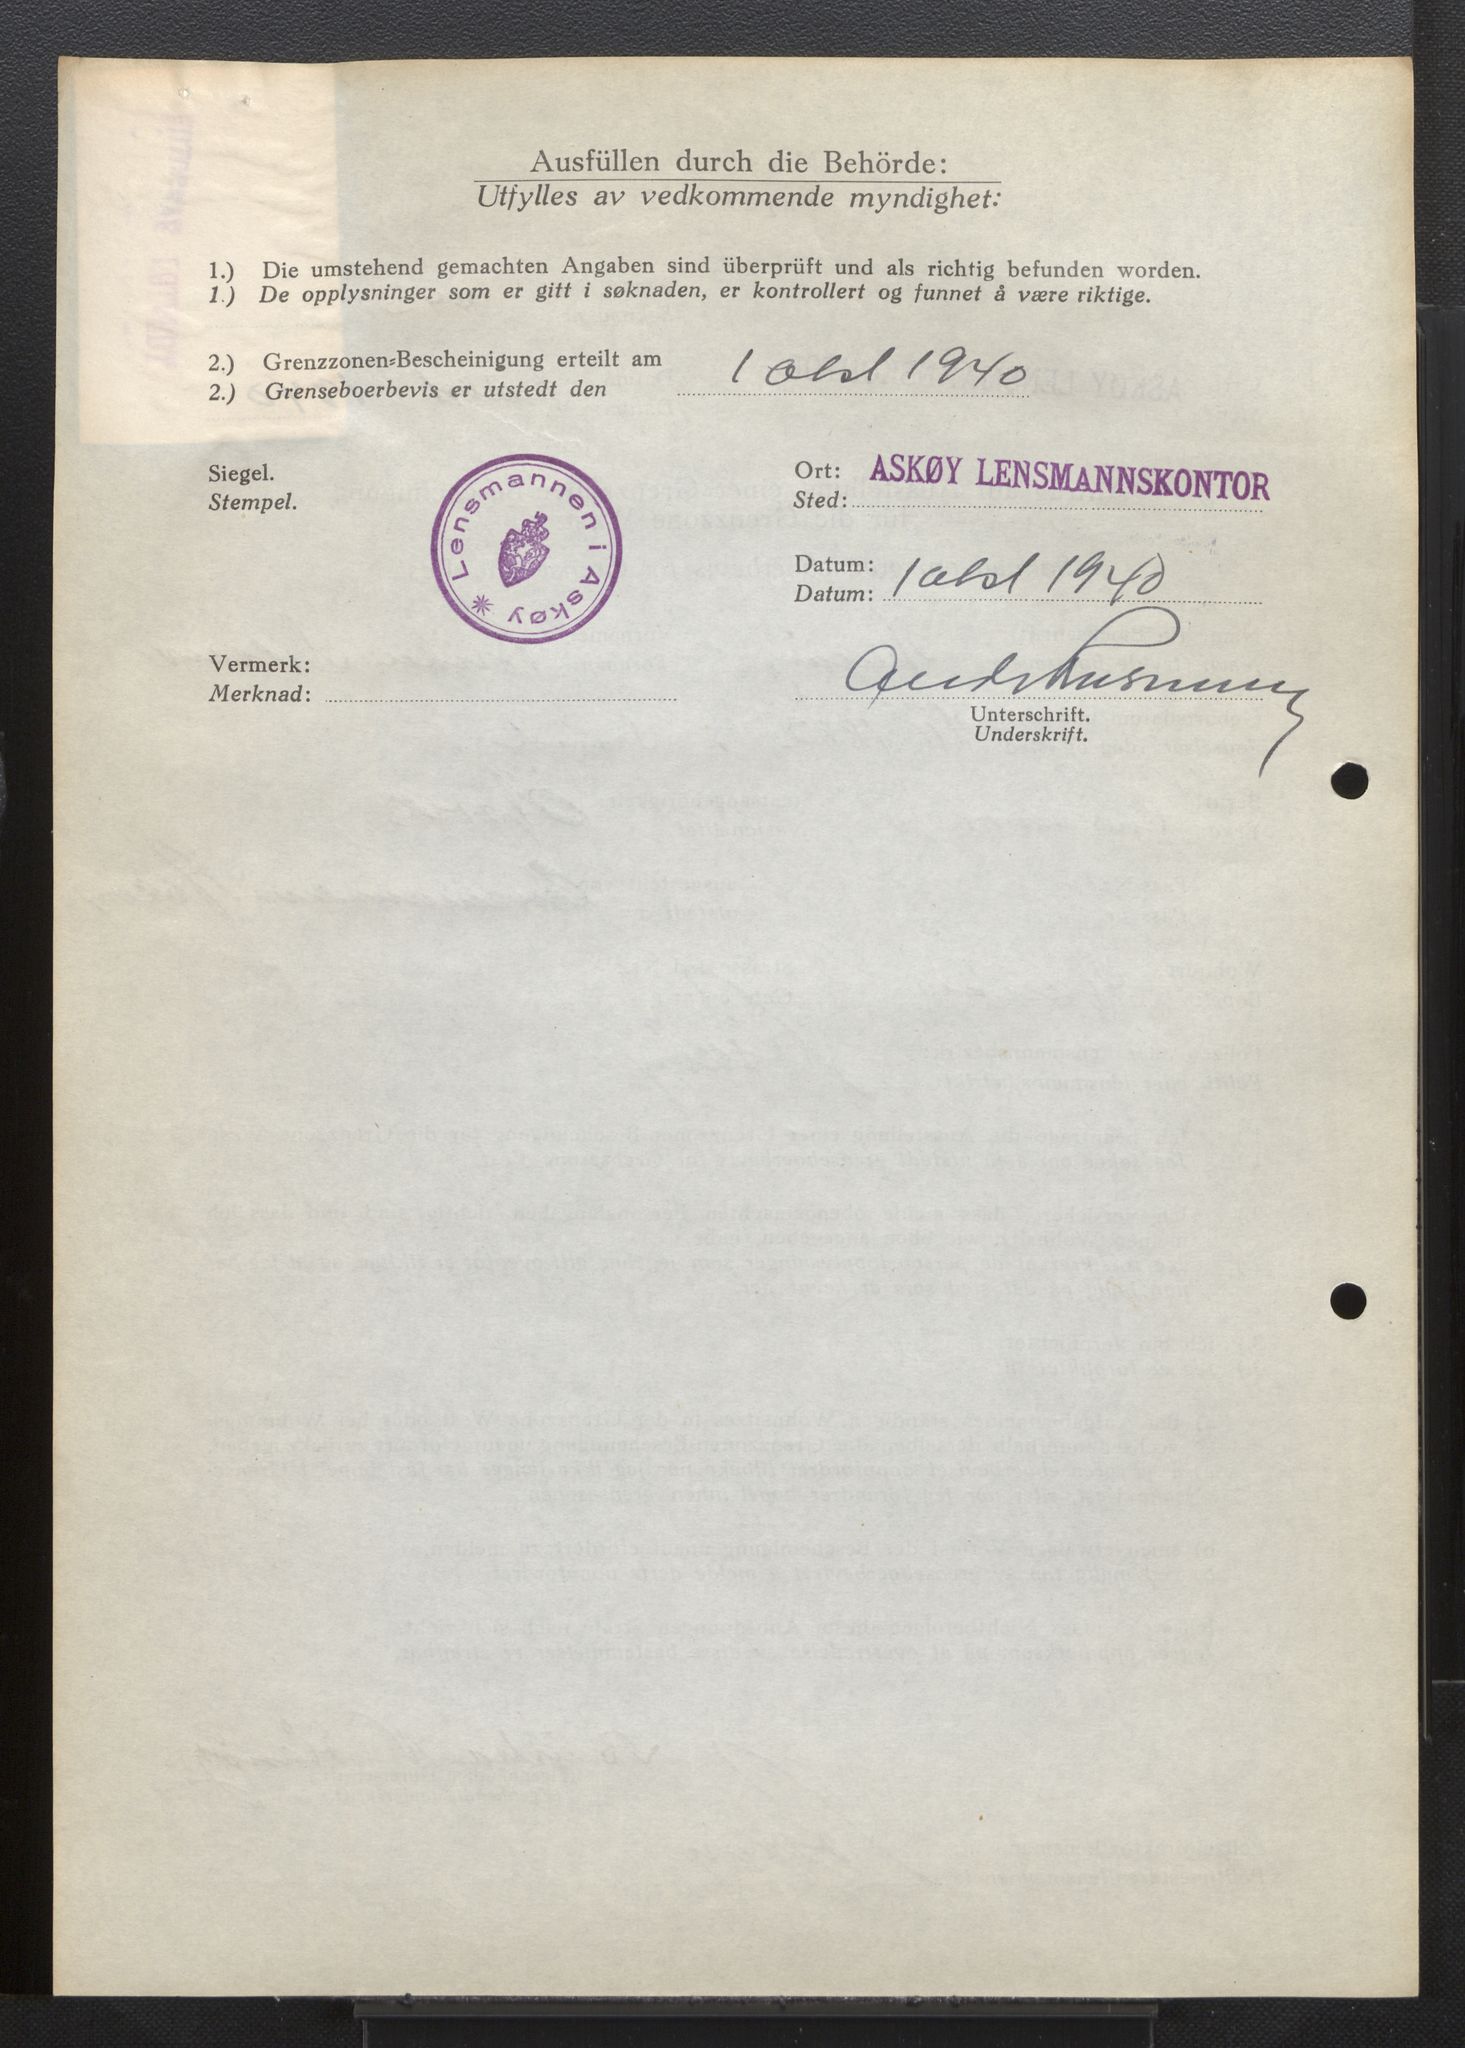 Ausfüllen durch die Behörde:
Utfylles av vedkommende myndighet:
1.) Die umstehend gemachten Angaben sind überprüft und als richtig befunden worden.
1.) De opplysninger som er gitt i søknaden, er kontrollert og funnet å være riktige.
2.) Grenzzonen-Bescheinigung erteilt am
2.) Grenseboerbevis er utstedt den 1 okt 1940
Siegel.
Stempel.
Lensmannen i Askøy
Ort: ASKØY LENSMANNSKONTOR
Sted:
Datum:
Datum: 1 okt 1940
Vermerk:
Merknad:
Unterschrift.
Underskrift.